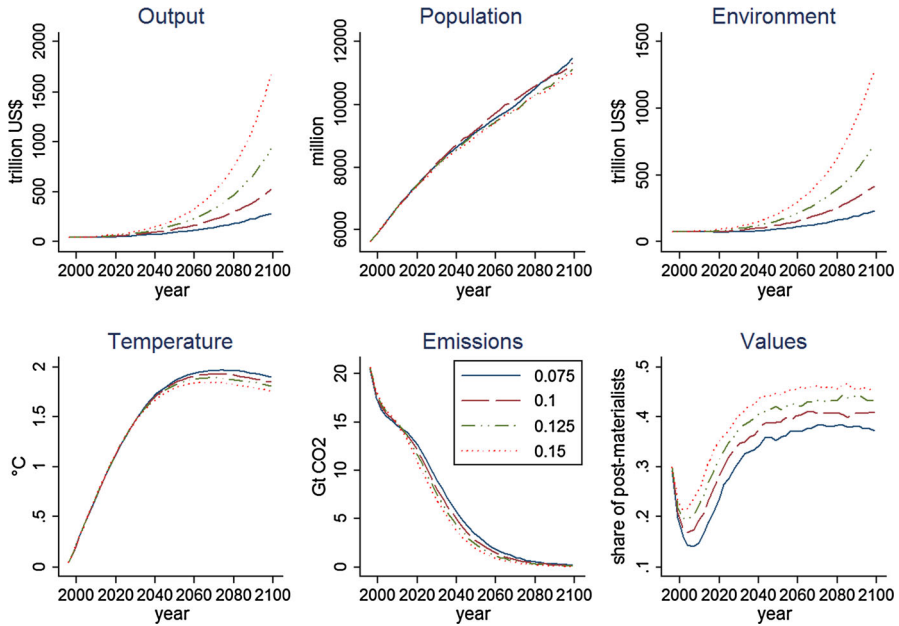 Output
trillion US$
2000
1500
1000
500
0
2000 2020 2040 2060 2080 2100
year
Population
million
12000
10000
8000
6000
2000 2020 2040 2060 2080 2100
year
Environment
trillion US$
2000
1500
1000
500
0
2000 2020 2040 2060 2080 2100
year
Temperature
°C
2
1.5
1
.5
0
2000 2020 2040 2060 2080 2100
year
Emissions
Gt CO2
20
15
10
5
0
0.075
0.1
0.125
0.15
2000 2020 2040 2060 2080 2100
year
Values
share of post-materialists
.5
.4
.3
.2
.1
2000 2020 2040 2060 2080 2100
year